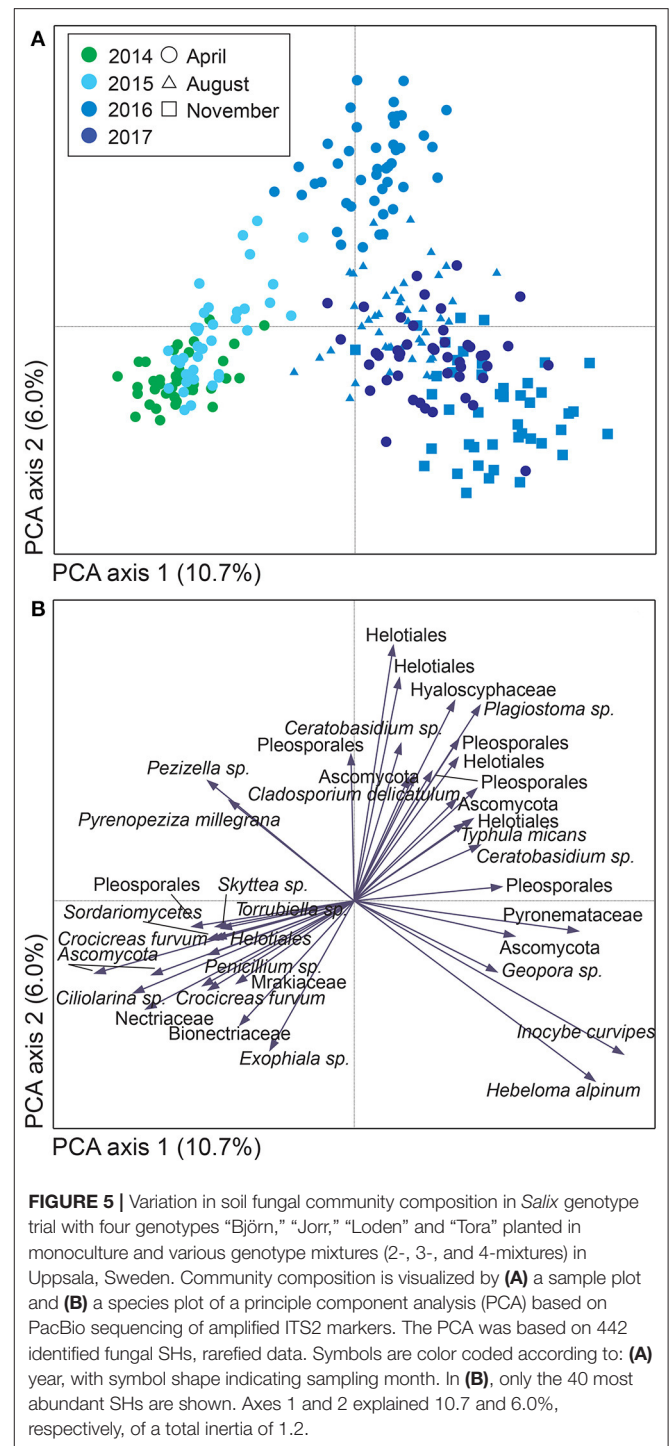 A
2014 April
2015 August
2016 November
2017
PCA axis 2 (6.0%)
PCA axis 1 (10.7%)
B
Helotiales
Helotiales
Hyaloscyphaceae
Plagiostoma sp.
Ceratobasidium sp.
Pleosporales
Pleosporales
Helotiales
Pezizella sp.
Ascomycota
Pleosporales
Cladosporium delicatulum
Ascomycota
Pyrenopeziza millegrana
Helotiales
Typhula micans
Ceratobasidium sp.
Pleosporales
Skyttea sp.
Pleosporales
Sordariomycetes
Torrubiella sp.
Pyronemataceae
Crocicreas furvum
Helotiales
Ascomycota
Ascomycota
Penicillium sp.
Geopora sp.
Mrakiaceae
Ciliolarina sp.
Crocicreas furvum
Nectriaceae
Bionectriaceae
Inocybe curvipes
Exophiala sp.
Hebeloma alpinum
PCA axis 2 (6.0%)
PCA axis 1 (10.7%)
FIGURE 5 | Variation in soil fungal community composition in Salix genotype
trial with four genotypes “Björn,” “Jorr,” “Loden” and “Tora” planted in
monoculture and various genotype mixtures (2-, 3-, and 4-mixtures) in
Uppsala, Sweden. Community composition is visualized by (A) a sample plot
and (B) a species plot of a principle component analysis (PCA) based on
PacBio sequencing of amplified ITS2 markers. The PCA was based on 442
identified fungal SHs, rarefied data. Symbols are color coded according to: (A)
year, with symbol shape indicating sampling month. In (B), only the 40 most
abundant SHs are shown. Axes 1 and 2 explained 10.7 and 6.0%,
respectively, of a total inertia of 1.2.